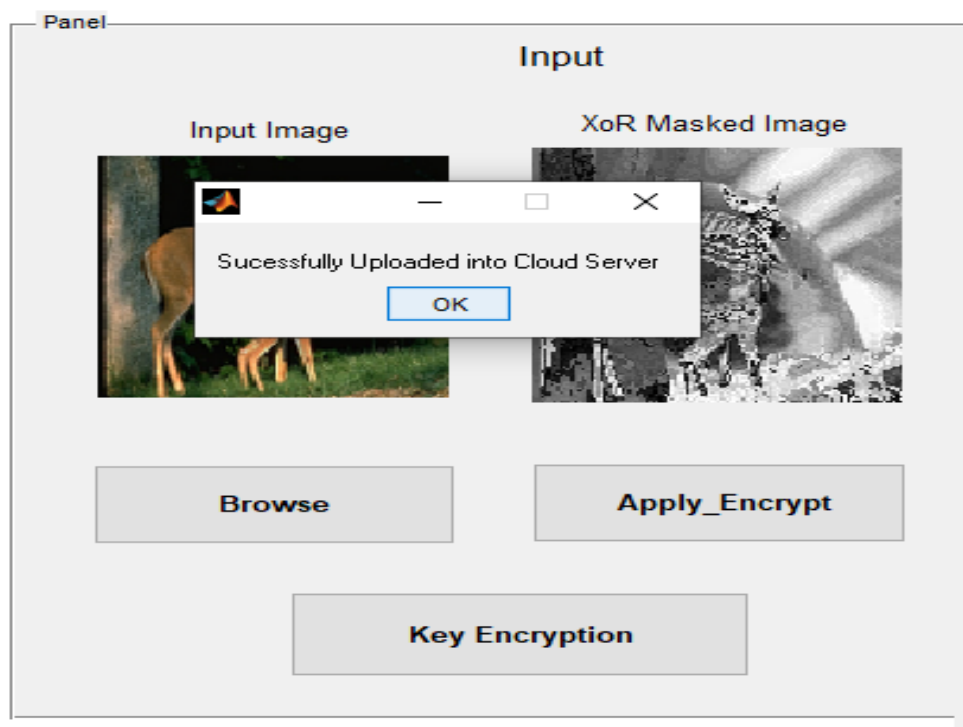 Panel
Input
Input Image
XoR Masked Image
Sucessfully Uploaded into Cloud Server
OK
Browse
Apply_Encrypt
Key Encryption